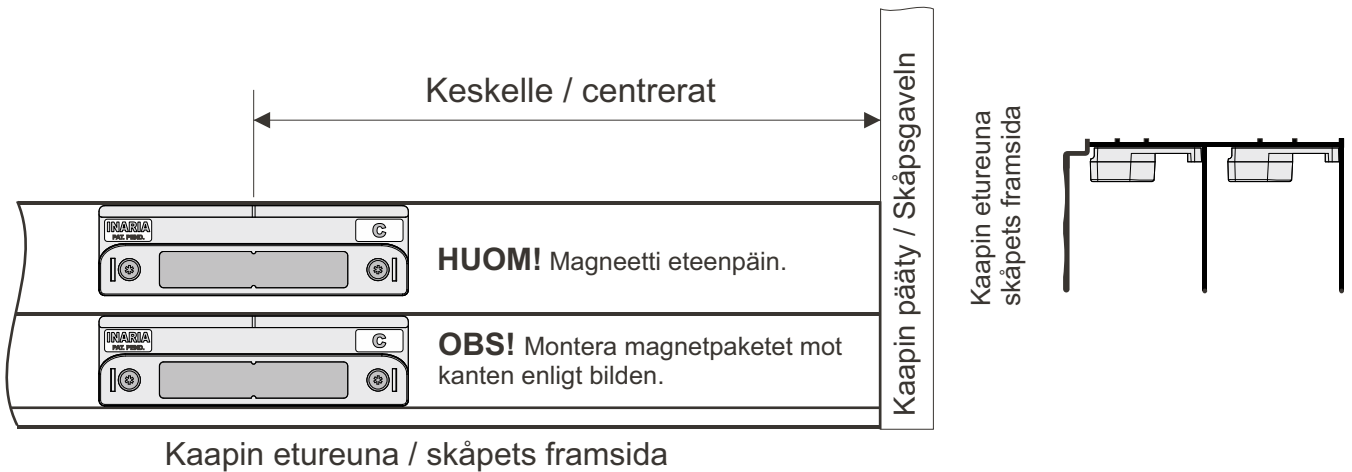 Keskelle / centrerat
INARIA
PAT. PEND.
C
HUOM! Magneetti eteenpäin.
INARIA
PAT. PEND.
C
OBS! Montera magnetpaketet mot
kanten enligt bilden.
Kaapin etureuna / skåpets framsida
Kaapin pääty / Skåpsgaveln
Kaapin etureuna
skåpets framsida